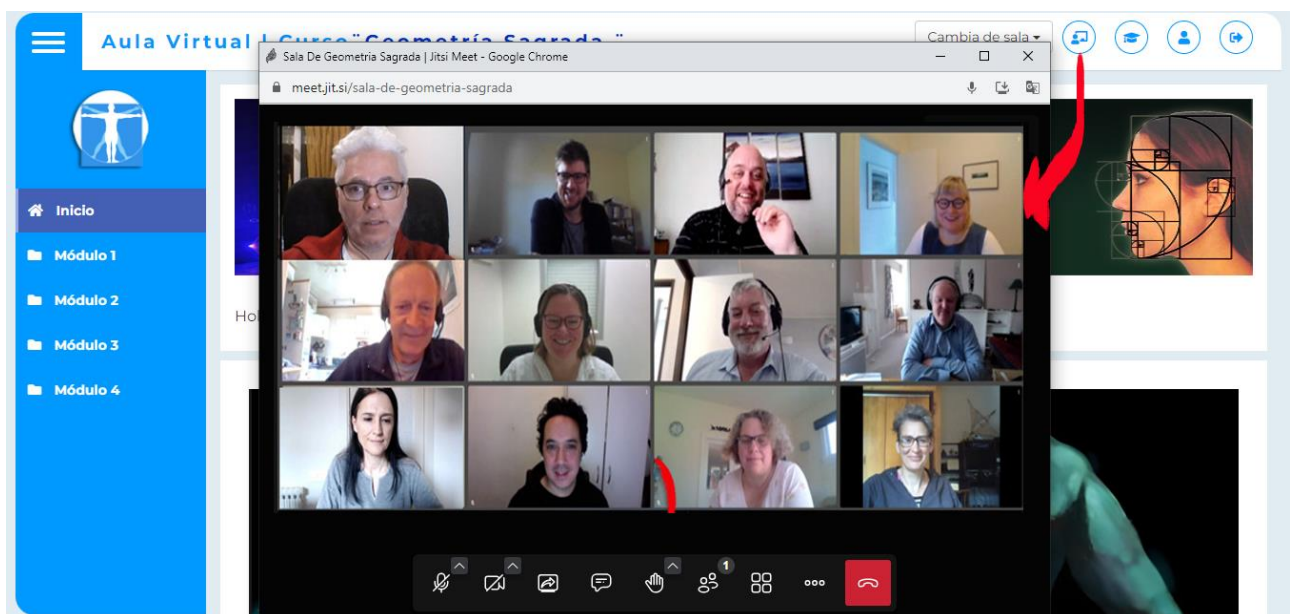 Aula Virtual | Curso¨Geometría Sagrada ¨
Cambia de sala
Sala De Geometria Sagrada | Jitsi Meet - Google Chrome
meet.jit.si/sala-de-geometria-sagrada
Inicio
Módulo 1
Módulo 2
Módulo 3
Módulo 4
Hol
1